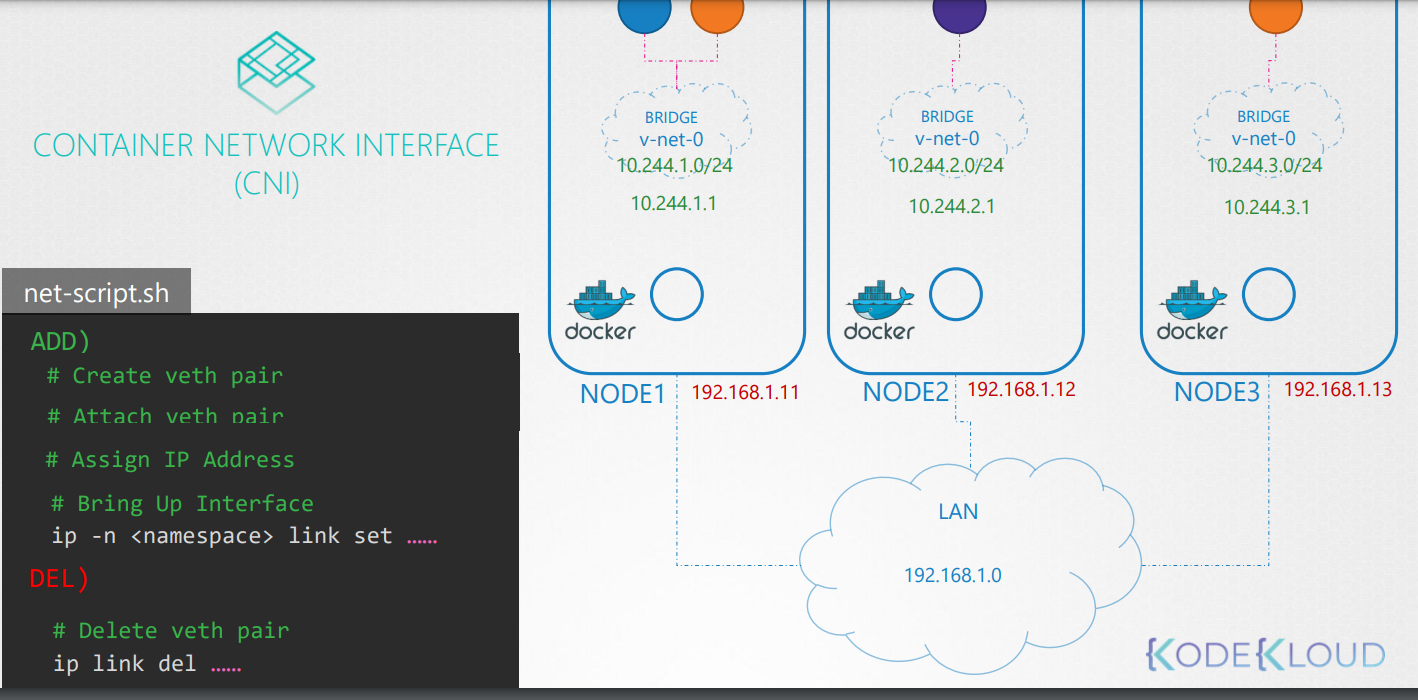 CONTAINER NETWORK INTERFACE
(CNI)
net-script.sh
ADD)
# Create veth pair
# Attach veth pair
# Assign IP Address
# Bring Up Interface
ip -n <namespace> link set ……
DEL)
# Delete veth pair
ip link del ……
BRIDGE
v-net-0
10.244.1.0/24
10.244.1.1
docker
NODE1
192.168.1.11
BRIDGE
v-net-0
10.244.2.0/24
10.244.2.1
docker
NODE2
192.168.1.12
BRIDGE
v-net-0
10.244.3.0/24
10.244.3.1
docker
NODE3
192.168.1.13
LAN
192.168.1.0
KODEKLOUD